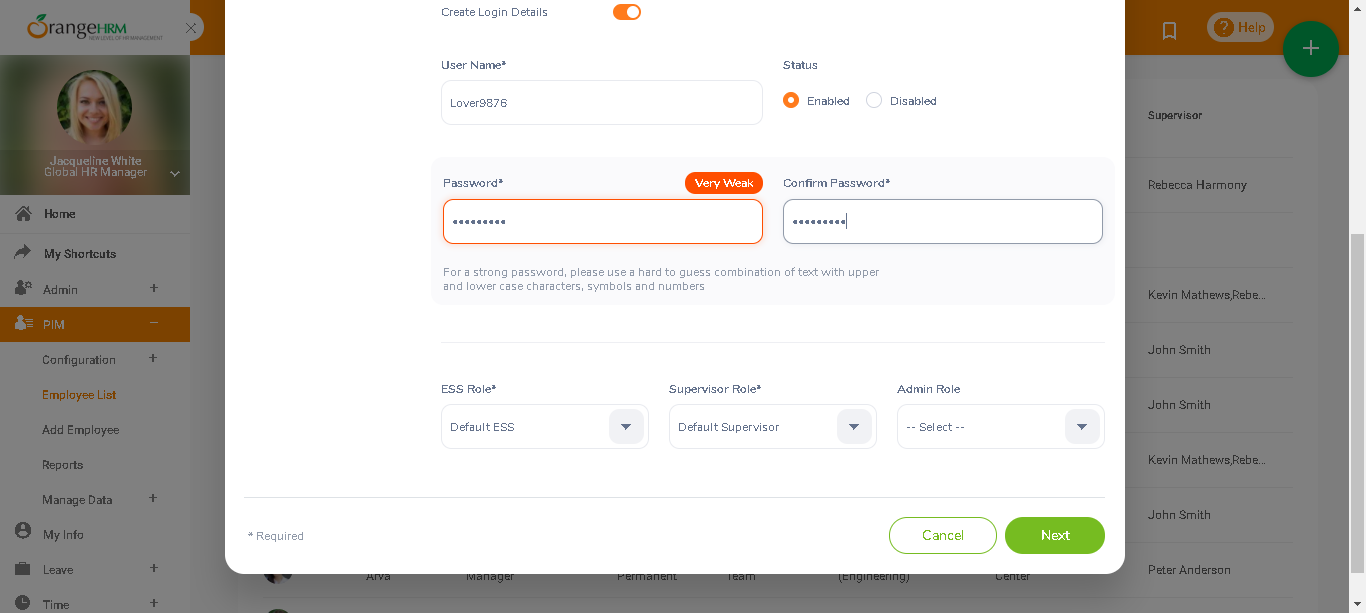 OrangeHRM
NEW LEVEL OF HR MANAGEMENT
Jacqueline White
Global HR Manager
Home
My Shortcuts
Admin
PIM
Configuration
Employee List
Add Employee
Reports
Manage Data
My Info
Leave
Time
Create Login Details
User Name*
Status
Lover9876
Enabled
Disabled
Password*
Very Weak
Confirm Password*
•••••••••
•••••••••
For a strong password, please use a hard to guess combination of text with upper
and lower case characters, symbols and numbers
ESS Role*
Supervisor Role*
Admin Role
Default ESS
Default Supervisor
-- Select --
* Required
Cancel
Next
? Help
+
Supervisor
Rebecca Harmony
Kevin Mathews,Rebe...
John Smith
John Smith
Kevin Mathews,Rebe...
John Smith
Peter Anderson
Arya Manager Permanent Team (Engineering) Center